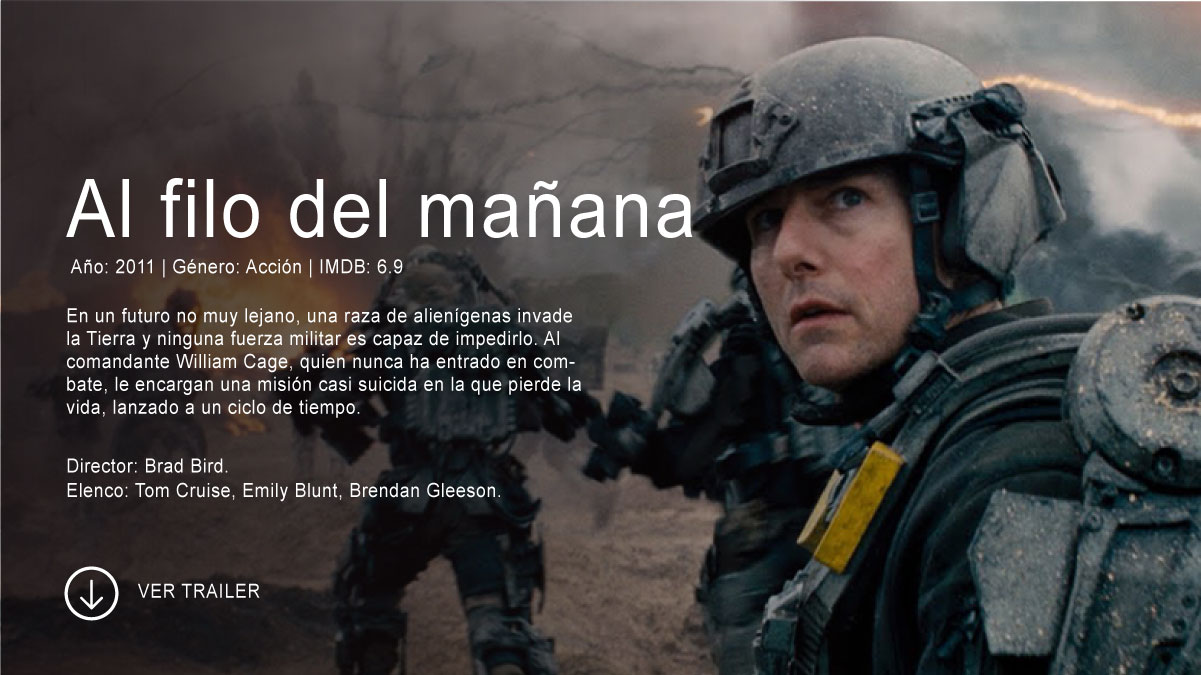 Al filo del mañana
Año: 2011 | Género: Acción | IMDB: 6.9
En un futuro no muy lejano, una raza de alienígenas invade
la Tierra y ninguna fuerza militar es capaz de impedirlo. Al
comandante William Cage, quien nunca ha entrado en com-
bate, le encargan una misión casi suicida en la que pierde la
vida, lanzado a un ciclo de tiempo.
Director: Brad Bird.
Elenco: Tom Cruise, Emily Blunt, Brendan Gleeson.
VER TRAILER